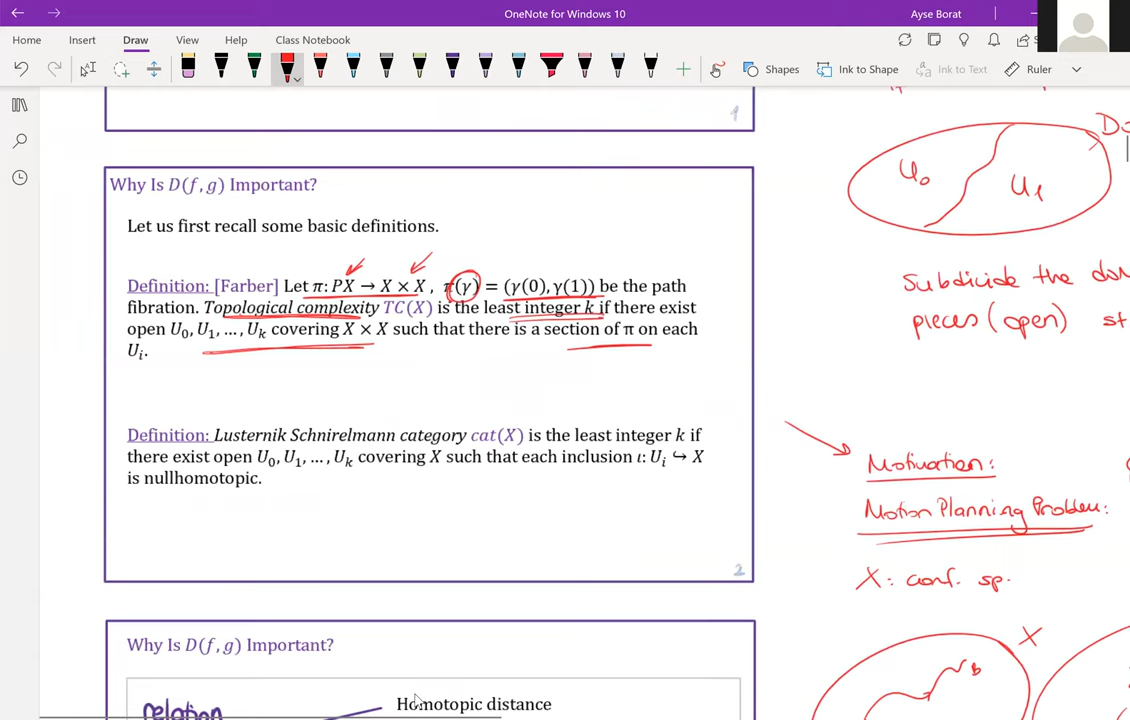 OneNote for Windows 10
Ayse Borat
Home Insert Draw View Help Class Notebook
Shapes Ink to Shape Ink to Text Ruler
1
Why Is D(f,g) Important?
Let us first recall some basic definitions.
Definition: [Farber] Let π: PX → X × X , π(γ) = (γ(0), γ(1)) be the path
fibration. Topological complexity TC(X) is the least integer k if there exist
open U₀, U₁, … , Uₖ covering X × X such that there is a section of π on each
Uᵢ.
Definition: Lusternik Schnirelmann category cat(X) is the least integer k if
there exist open U₀, U₁, … , Uₖ covering X such that each inclusion ι: Uᵢ ↪ X
is nullhomotopic.
2
Why Is D(f,g) Important?
relation
Homotopic distance
U₀
U₁
Subdicide the
pieces (open)
Motivation:
Motion Planning Problem:
X: conf. sp.
X
B